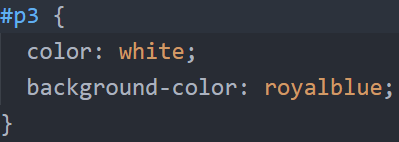 #p3 {
  color: white;
  background-color: royalblue;
}